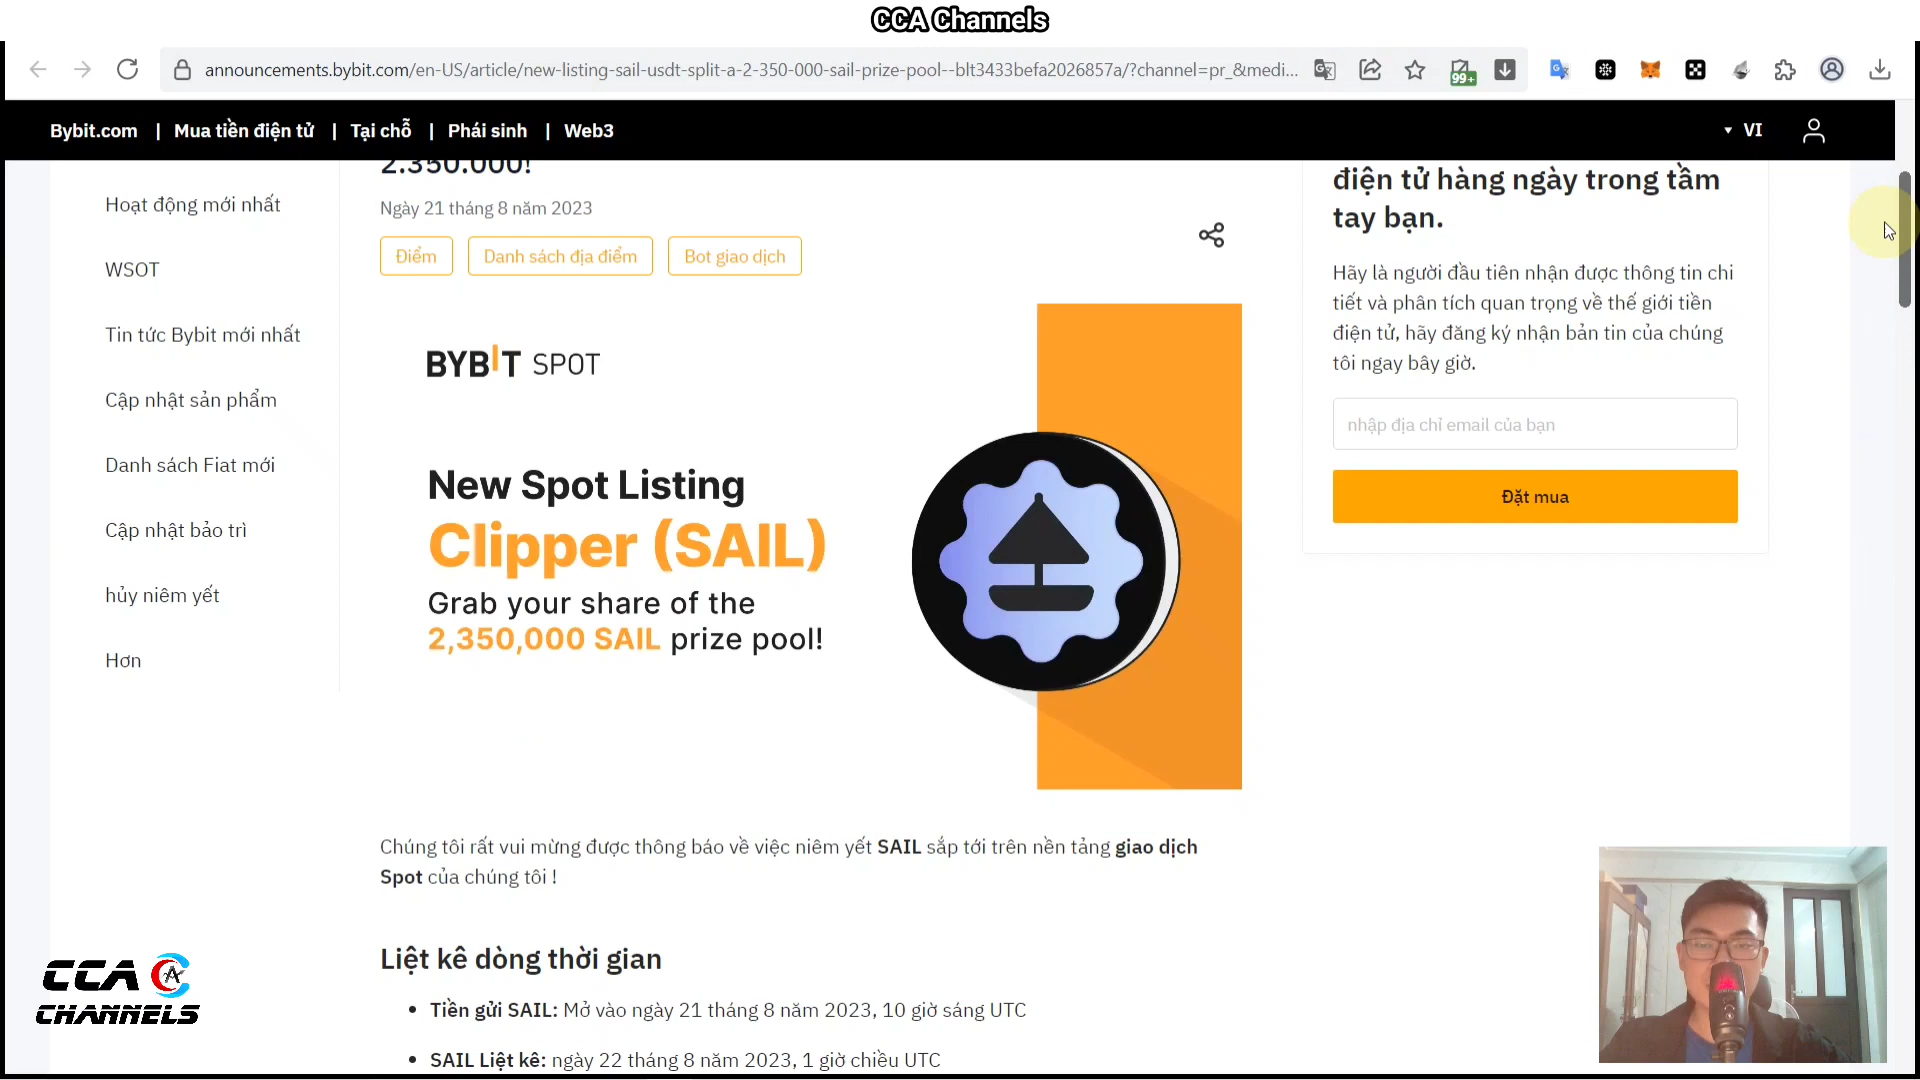 CCA Channels
announcements.bybit.com/en-US/article/new-listing-sail-usdt-split-a-2-350-000-sail-prize-pool--blt3433befa2026857a/?channel=pr_&medi...
99+
Bybit.com | Mua tiền điện tử | Tại chỗ | Phái sinh | Web3
VI
Hoạt động mới nhất
WSOT
Tin tức Bybit mới nhất
Cập nhật sản phẩm
Danh sách Fiat mới
Cập nhật bảo trì
hủy niêm yết
Hơn
2.350.000!
Ngày 21 tháng 8 năm 2023
Điểm
Danh sách địa điểm
Bot giao dịch
BYBIT SPOT
New Spot Listing
Clipper (SAIL)
Grab your share of the
2,350,000 SAIL prize pool!
Chúng tôi rất vui mừng được thông báo về việc niêm yết SAIL sắp tới trên nền tảng giao dịch
Spot của chúng tôi !
Liệt kê dòng thời gian
• Tiền gửi SAIL: Mở vào ngày 21 tháng 8 năm 2023, 10 giờ sáng UTC
• SAIL Liệt kê: ngày 22 tháng 8 năm 2023, 1 giờ chiều UTC
điện tử hàng ngày trong tầm
tay bạn.
Hãy là người đầu tiên nhận được thông tin chi
tiết và phân tích quan trọng về thế giới tiền
điện tử, hãy đăng ký nhận bản tin của chúng
tôi ngay bây giờ.
nhập địa chỉ email của bạn
Đặt mua
CCA
CHANNELS